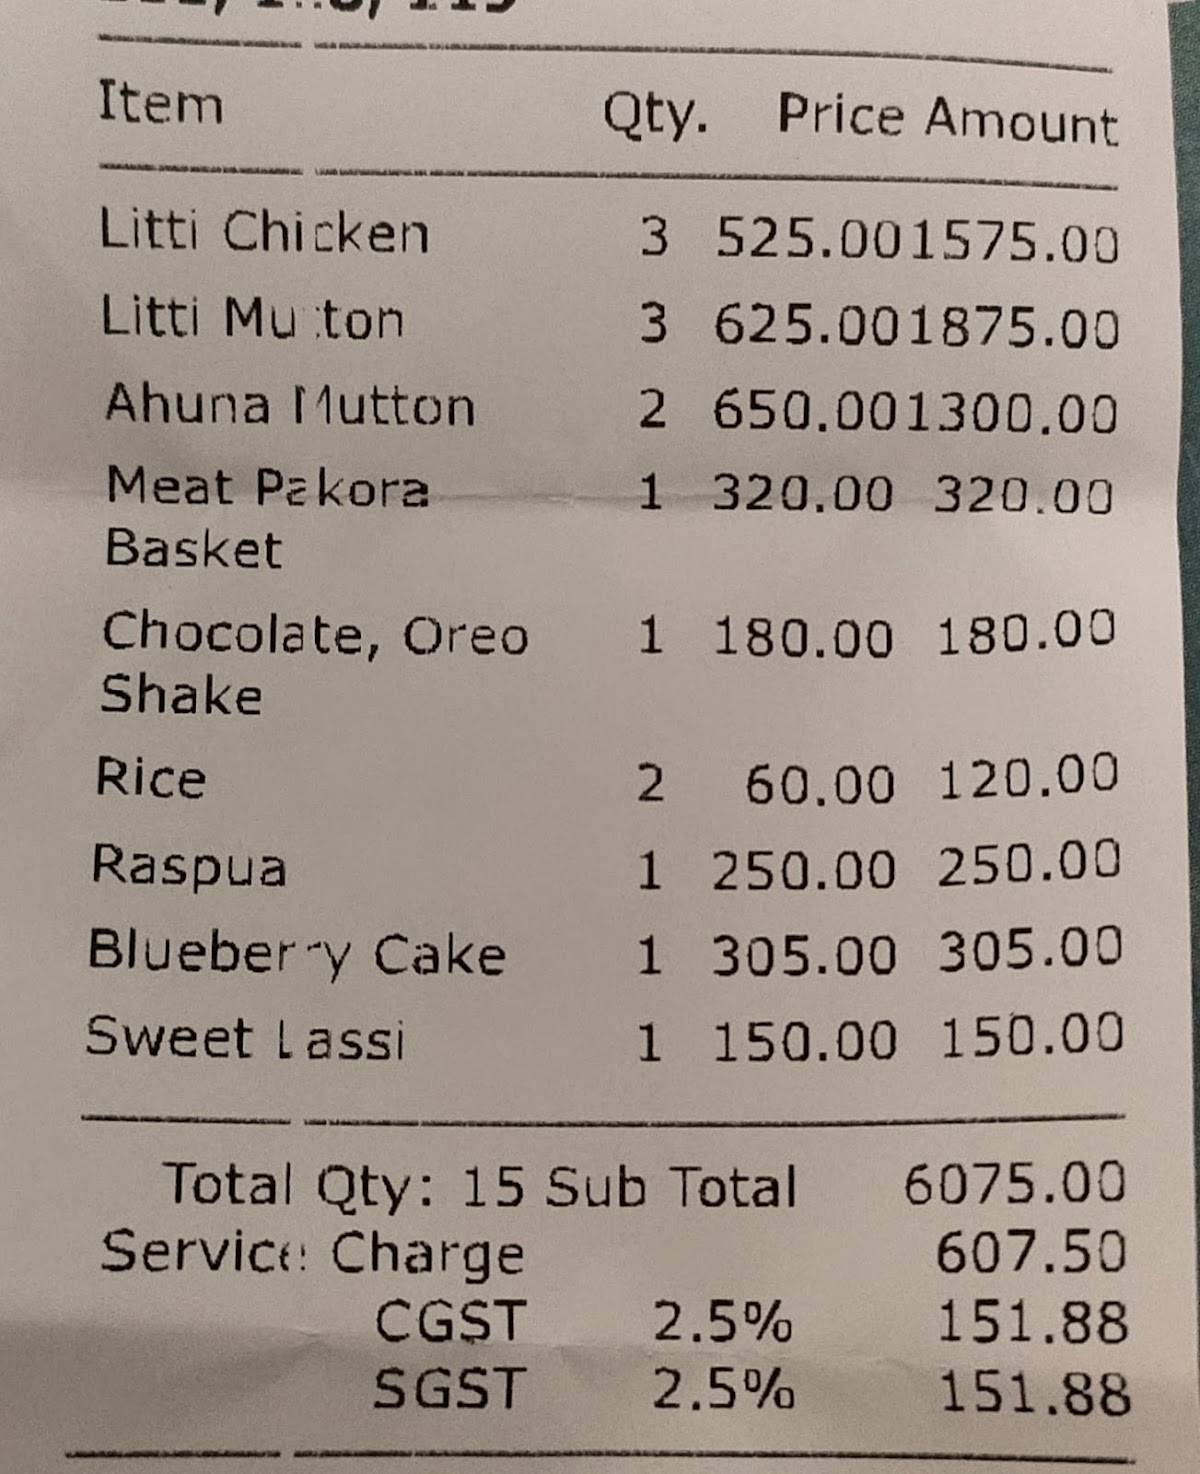 Item Qty. Price Amount
Litti Chicken 3 525.00 1575.00
Litti Mutton 3 625.00 1875.00
Ahuna Mutton 2 650.00 1300.00
Meat Pakora 1 320.00 320.00
Basket
Chocolate, Oreo 1 180.00 180.00
Shake
Rice 2 60.00 120.00
Raspua 1 250.00 250.00
Blueberry Cake 1 305.00 305.00
Sweet Lassi 1 150.00 150.00
Total Qty: 15 Sub Total 6075.00
Service Charge 607.50
CGST 2.5% 151.88
SGST 2.5% 151.88